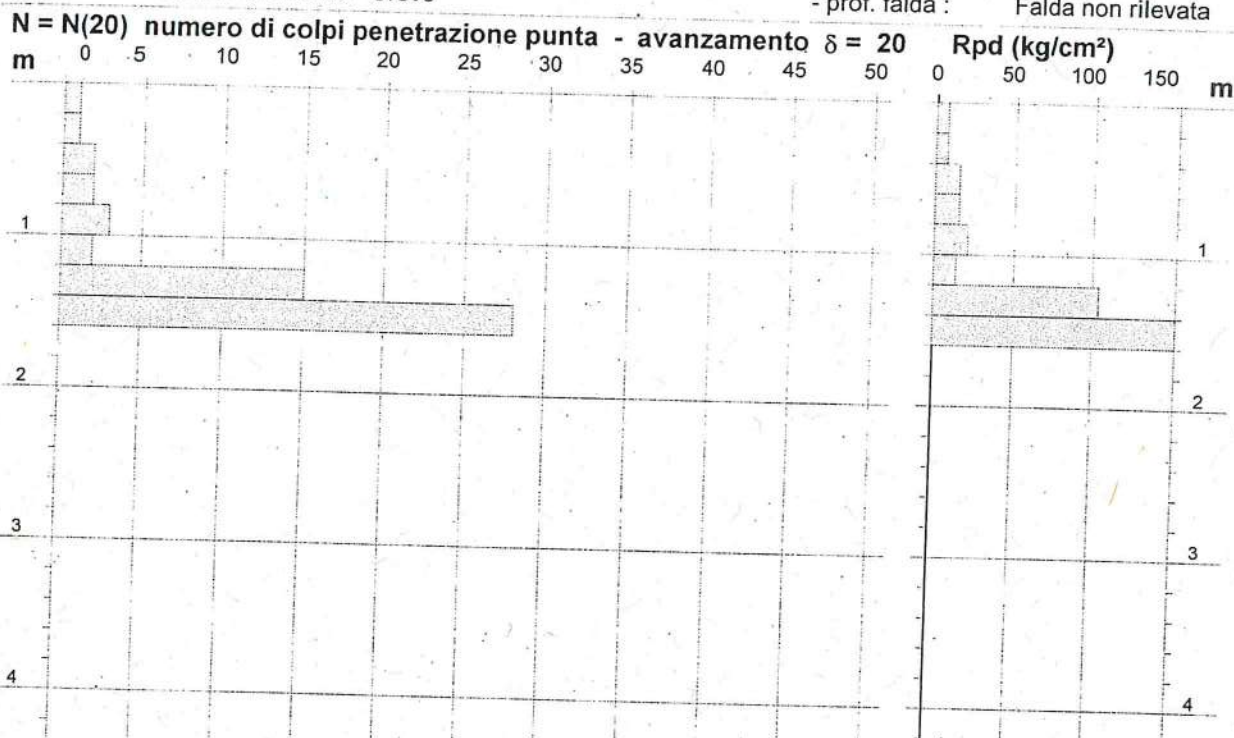 - prof. falda : Falda non rilevata
N = N(20) numero di colpi penetrazione punta - avanzamento δ = 20 Rpd (kg/cm²)
m 0 5 10 15 20 25 30 35 40 45 50 0 50 100 150 m
1 1
2 2
3 3
4 4